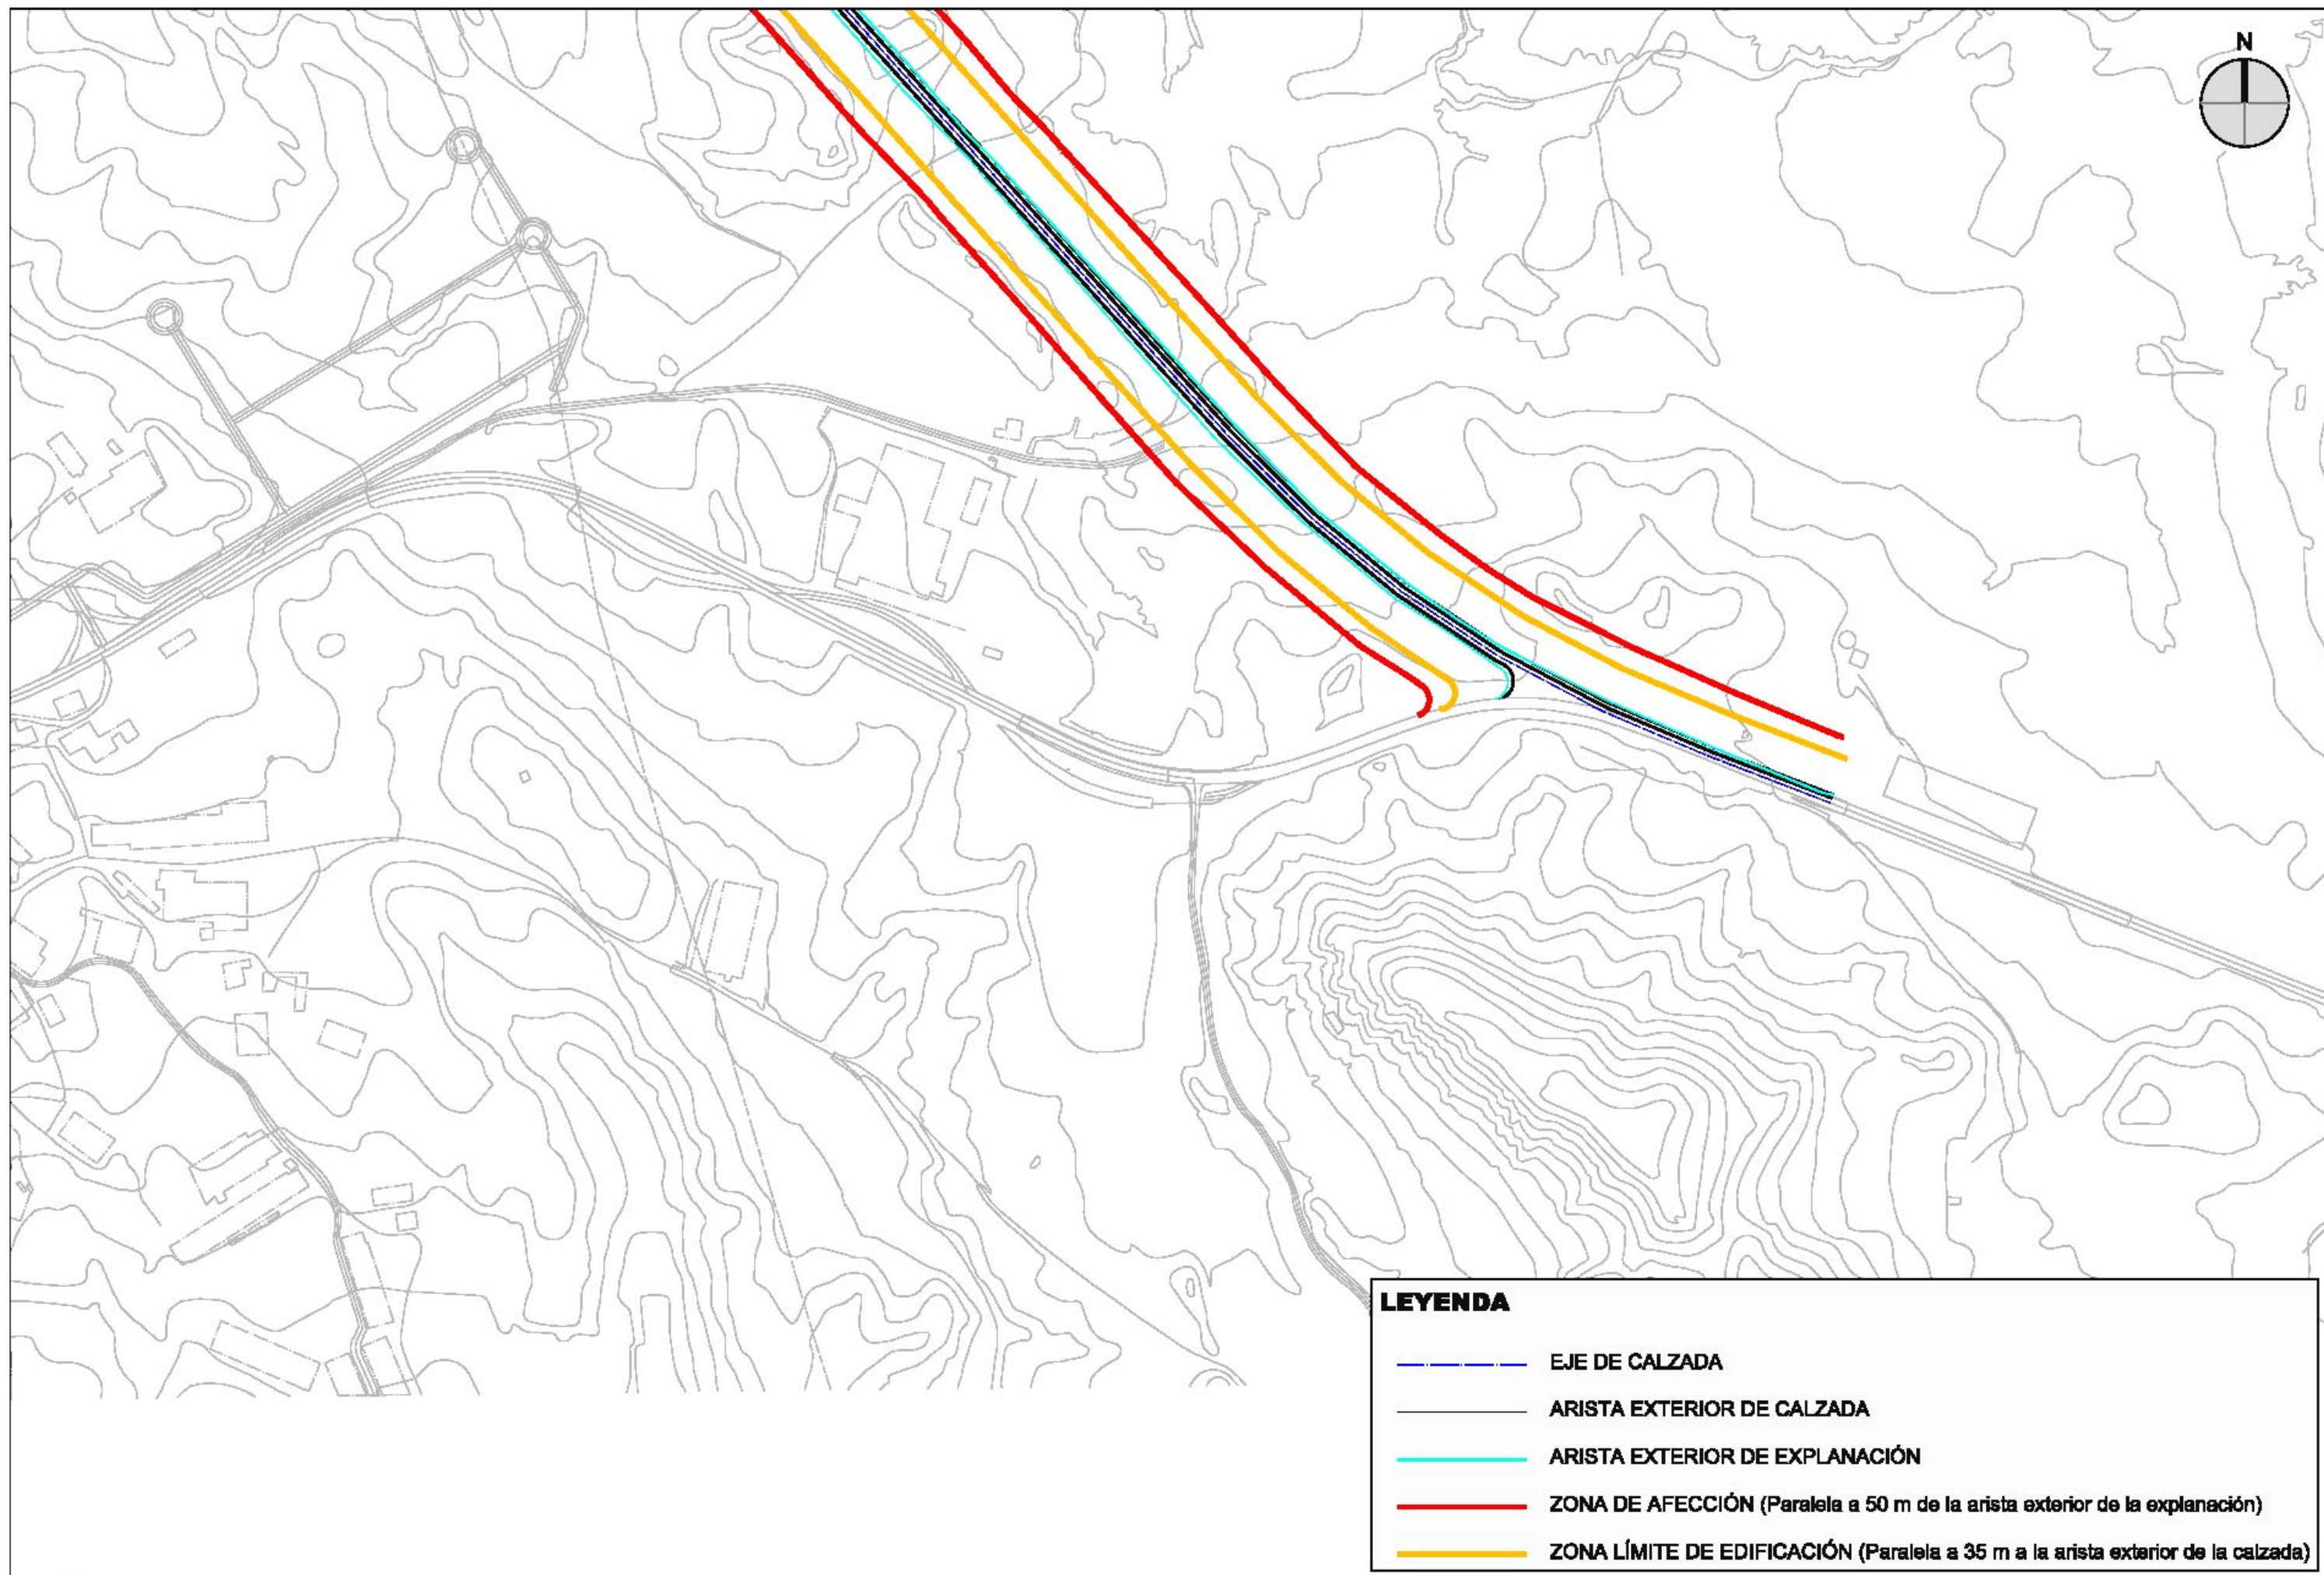 N
LEYENDA
EJE DE CALZADA
ARISTA EXTERIOR DE CALZADA
ARISTA EXTERIOR DE EXPLANACIÓN
ZONA DE AFECCIÓN (Paralela a 50 m de la arista exterior de la explanación)
ZONA LÍMITE DE EDIFICACIÓN (Paralela a 35 m a la arista exterior de la calzada)